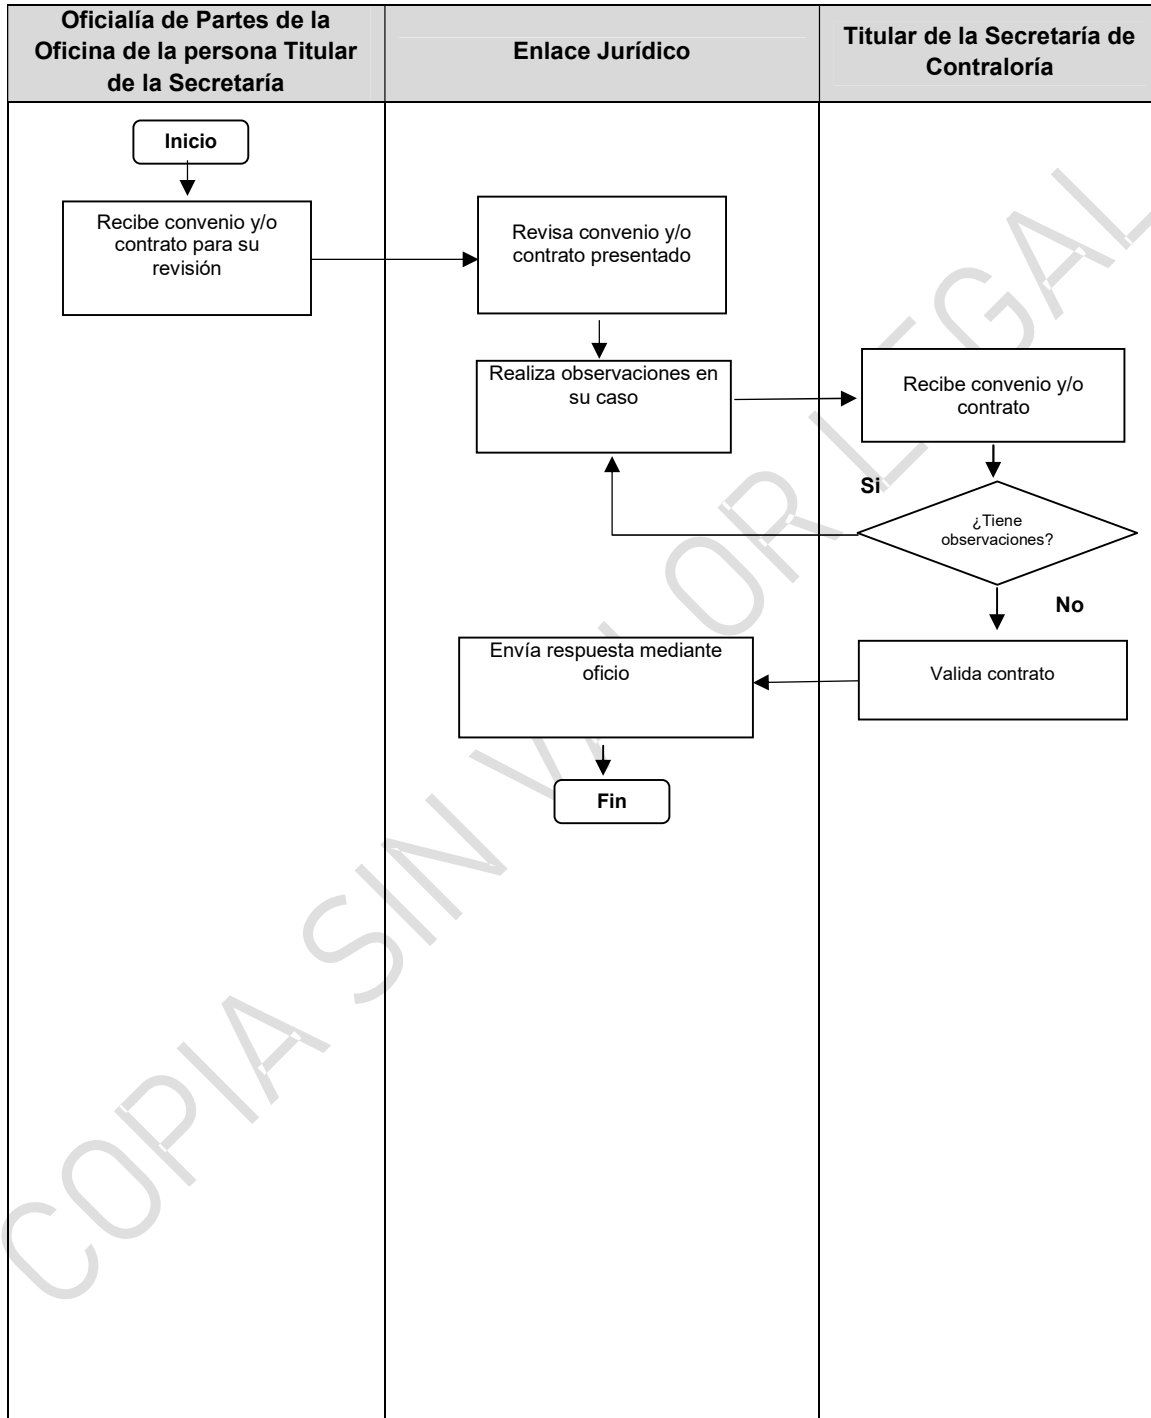 Oficialía de Partes de la
Oficina de la persona Titular
de la Secretaría
Enlace Jurídico
Titular de la Secretaría de
Contraloría
Inicio
Recibe convenio y/o
contrato para su
revisión
Revisa convenio y/o
contrato presentado
Realiza observaciones en
su caso
Recibe convenio y/o
contrato
Si
¿Tiene
observaciones?
No
Envía respuesta mediante
oficio
Valida contrato
Fin
COPIA SIN VALOR LEGAL